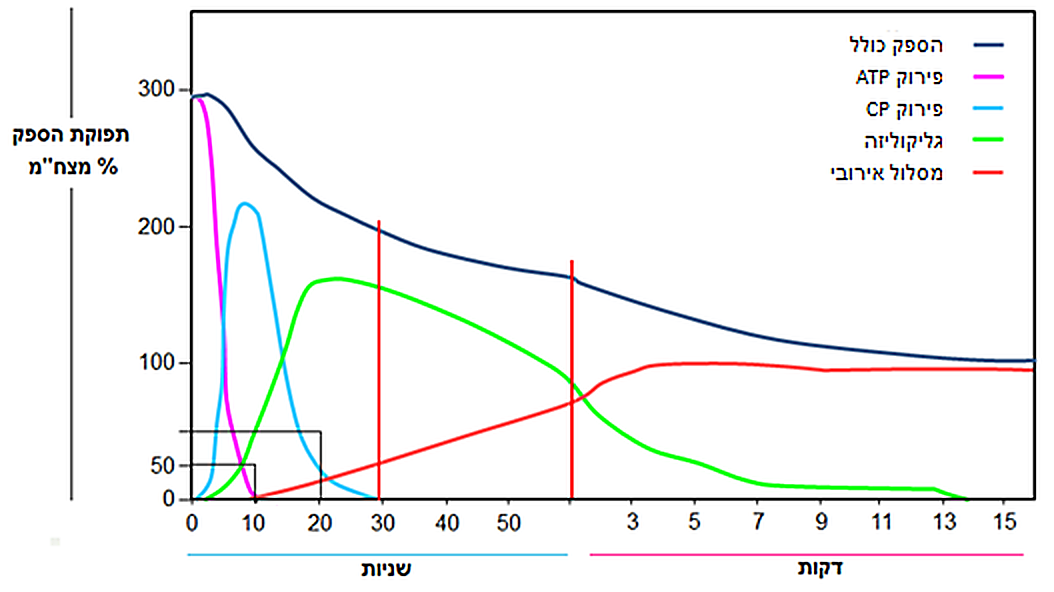 הספק כולל
פירוק ATP
פירוק CP
גליקוליזה
מסלול אירובי
תפוקת הספק
% מצח"מ
300
200
100
50
0
0 10 20 30 40 50 3 5 7 9 11 13 15
שניות
דקות